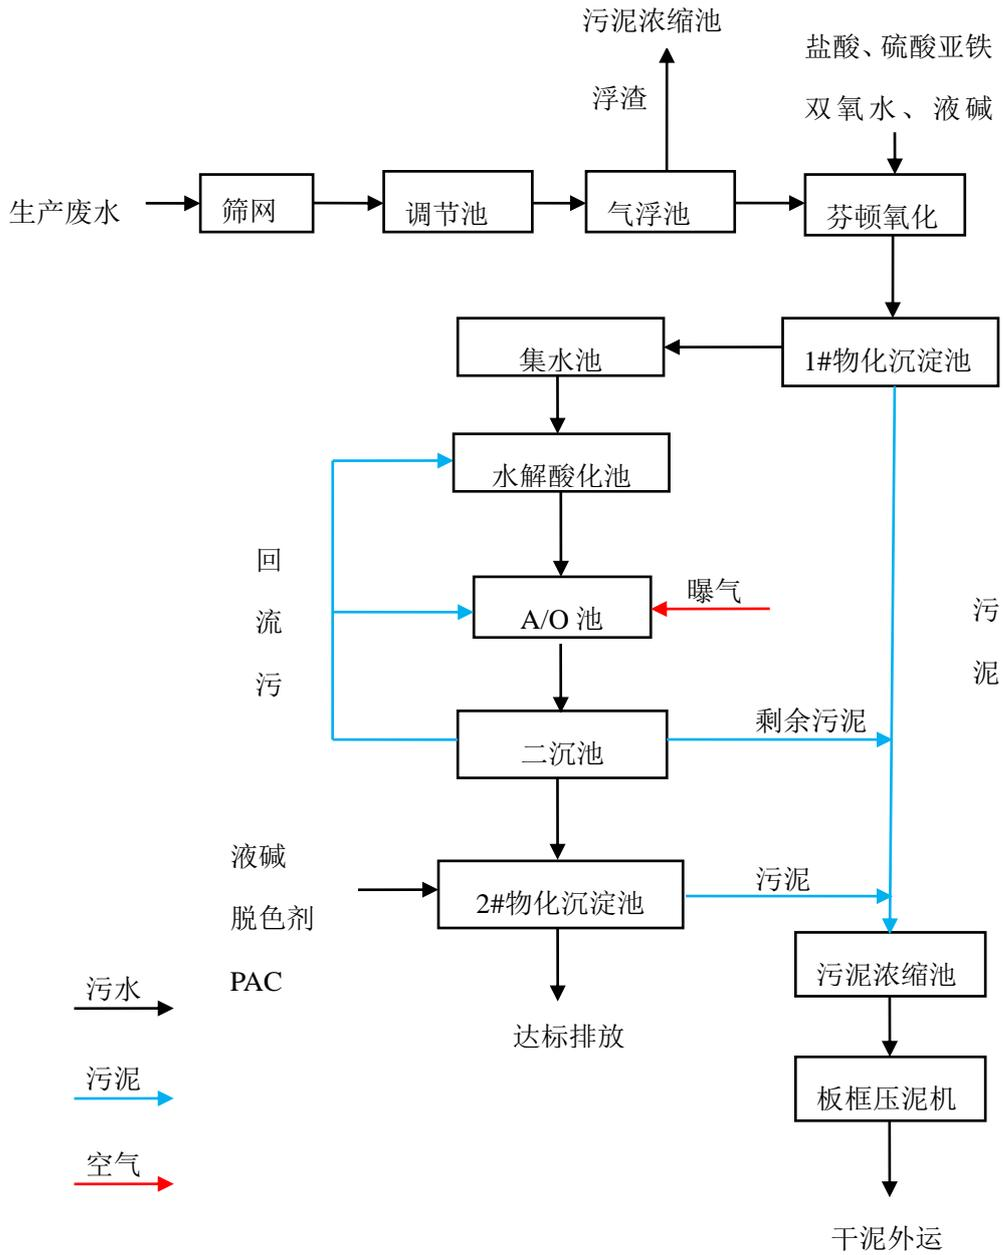 污泥浓缩池
盐酸、硫酸亚铁
浮渣
双氧水、液碱
生产废水
筛网
调节池
气浮池
芬顿氧化
集水池
1#物化沉淀池
水解酸化池
回
流
污
A/O 池
曝气
污
泥
二沉池
剩余污泥
液碱
脱色剂
PAC
2#物化沉淀池
污泥
污泥浓缩池
污水
达标排放
污泥
板框压泥机
空气
干泥外运